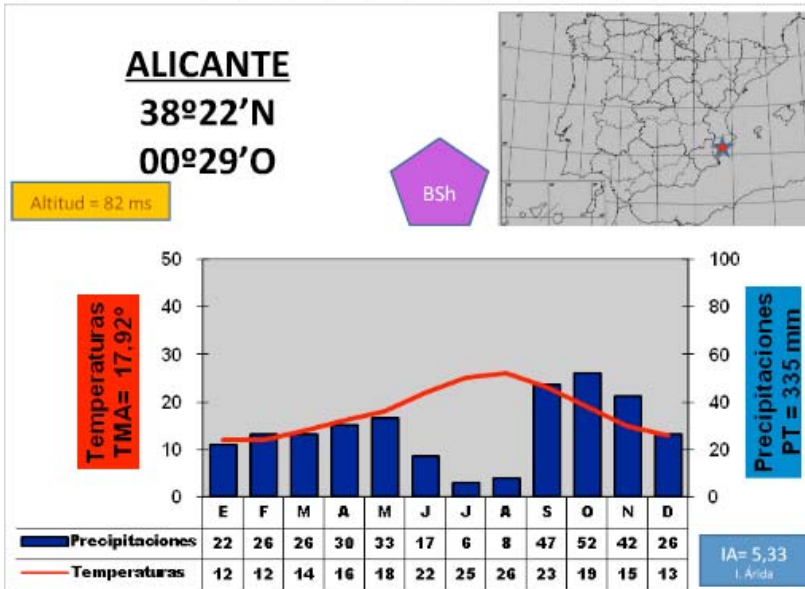 ALICANTE
38º22’N
00º29’O
Altitud = 82 ms
BSh
Temperaturas
TMA= 17.92º
50
40
30
20
10
0
100
80
60
40
20
0
Precipitaciones
PT = 335 mm
E F M A M J J A S O N D
Precipitaciones 22 26 26 30 33 17 6 8 47 52 42 26
Temperaturas 12 12 14 16 18 22 25 26 23 19 15 13
IA= 5,33
I. Árida